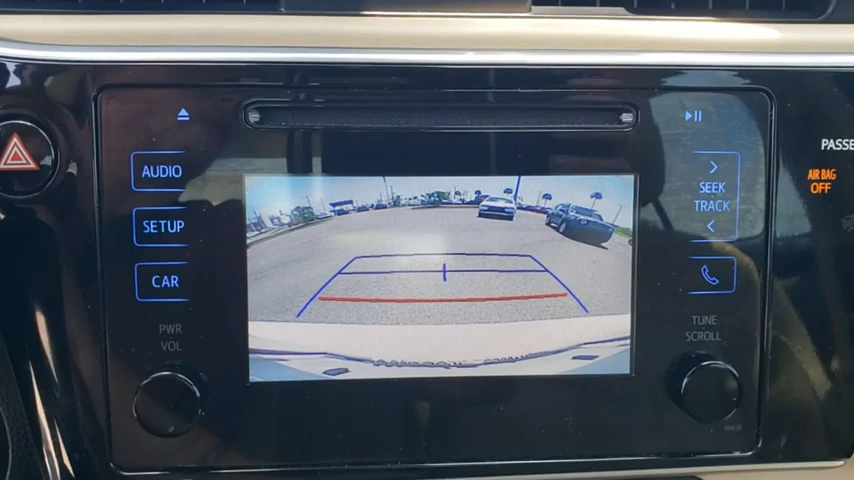 AUDIO
SETUP
CAR
PWR
VOL
SEEK
TRACK
TUNE
SCROLL
PASSE
AIR BAG
OFF